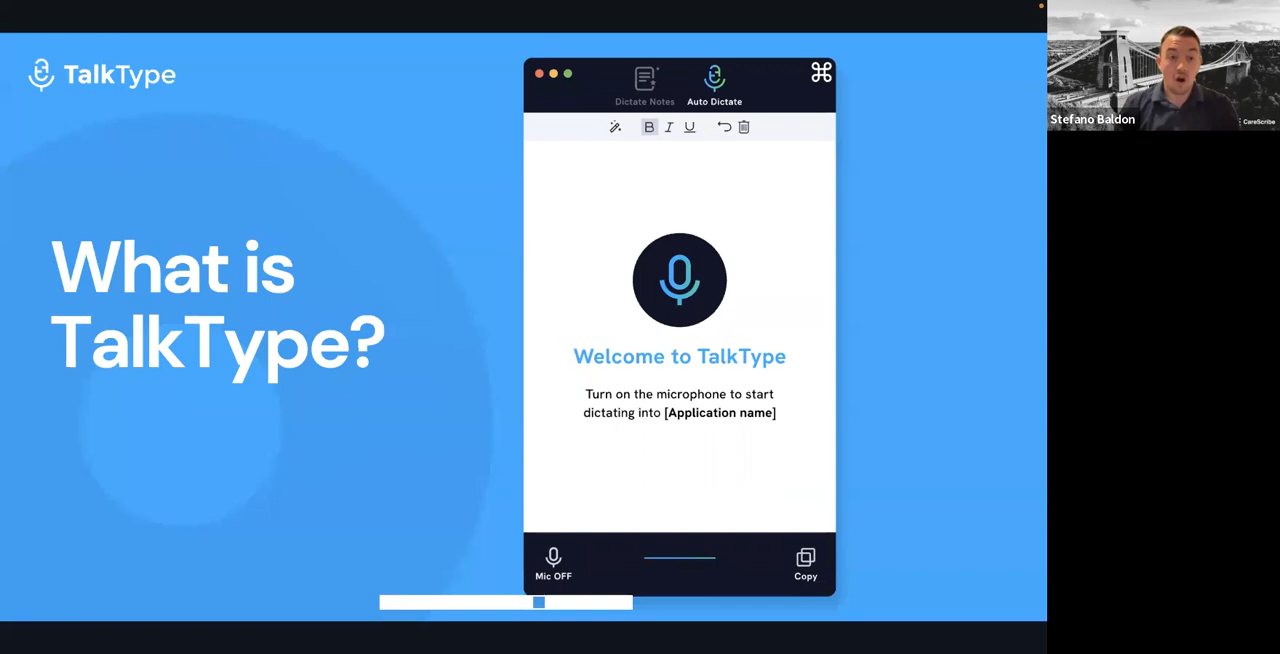 TalkType
What is
TalkType?
Dictate Notes
Auto Dictate
B I U
Welcome to TalkType
Turn on the microphone to start
dictating into [Application name]
Mic OFF
Copy
Stefano Baldon
CareScribe